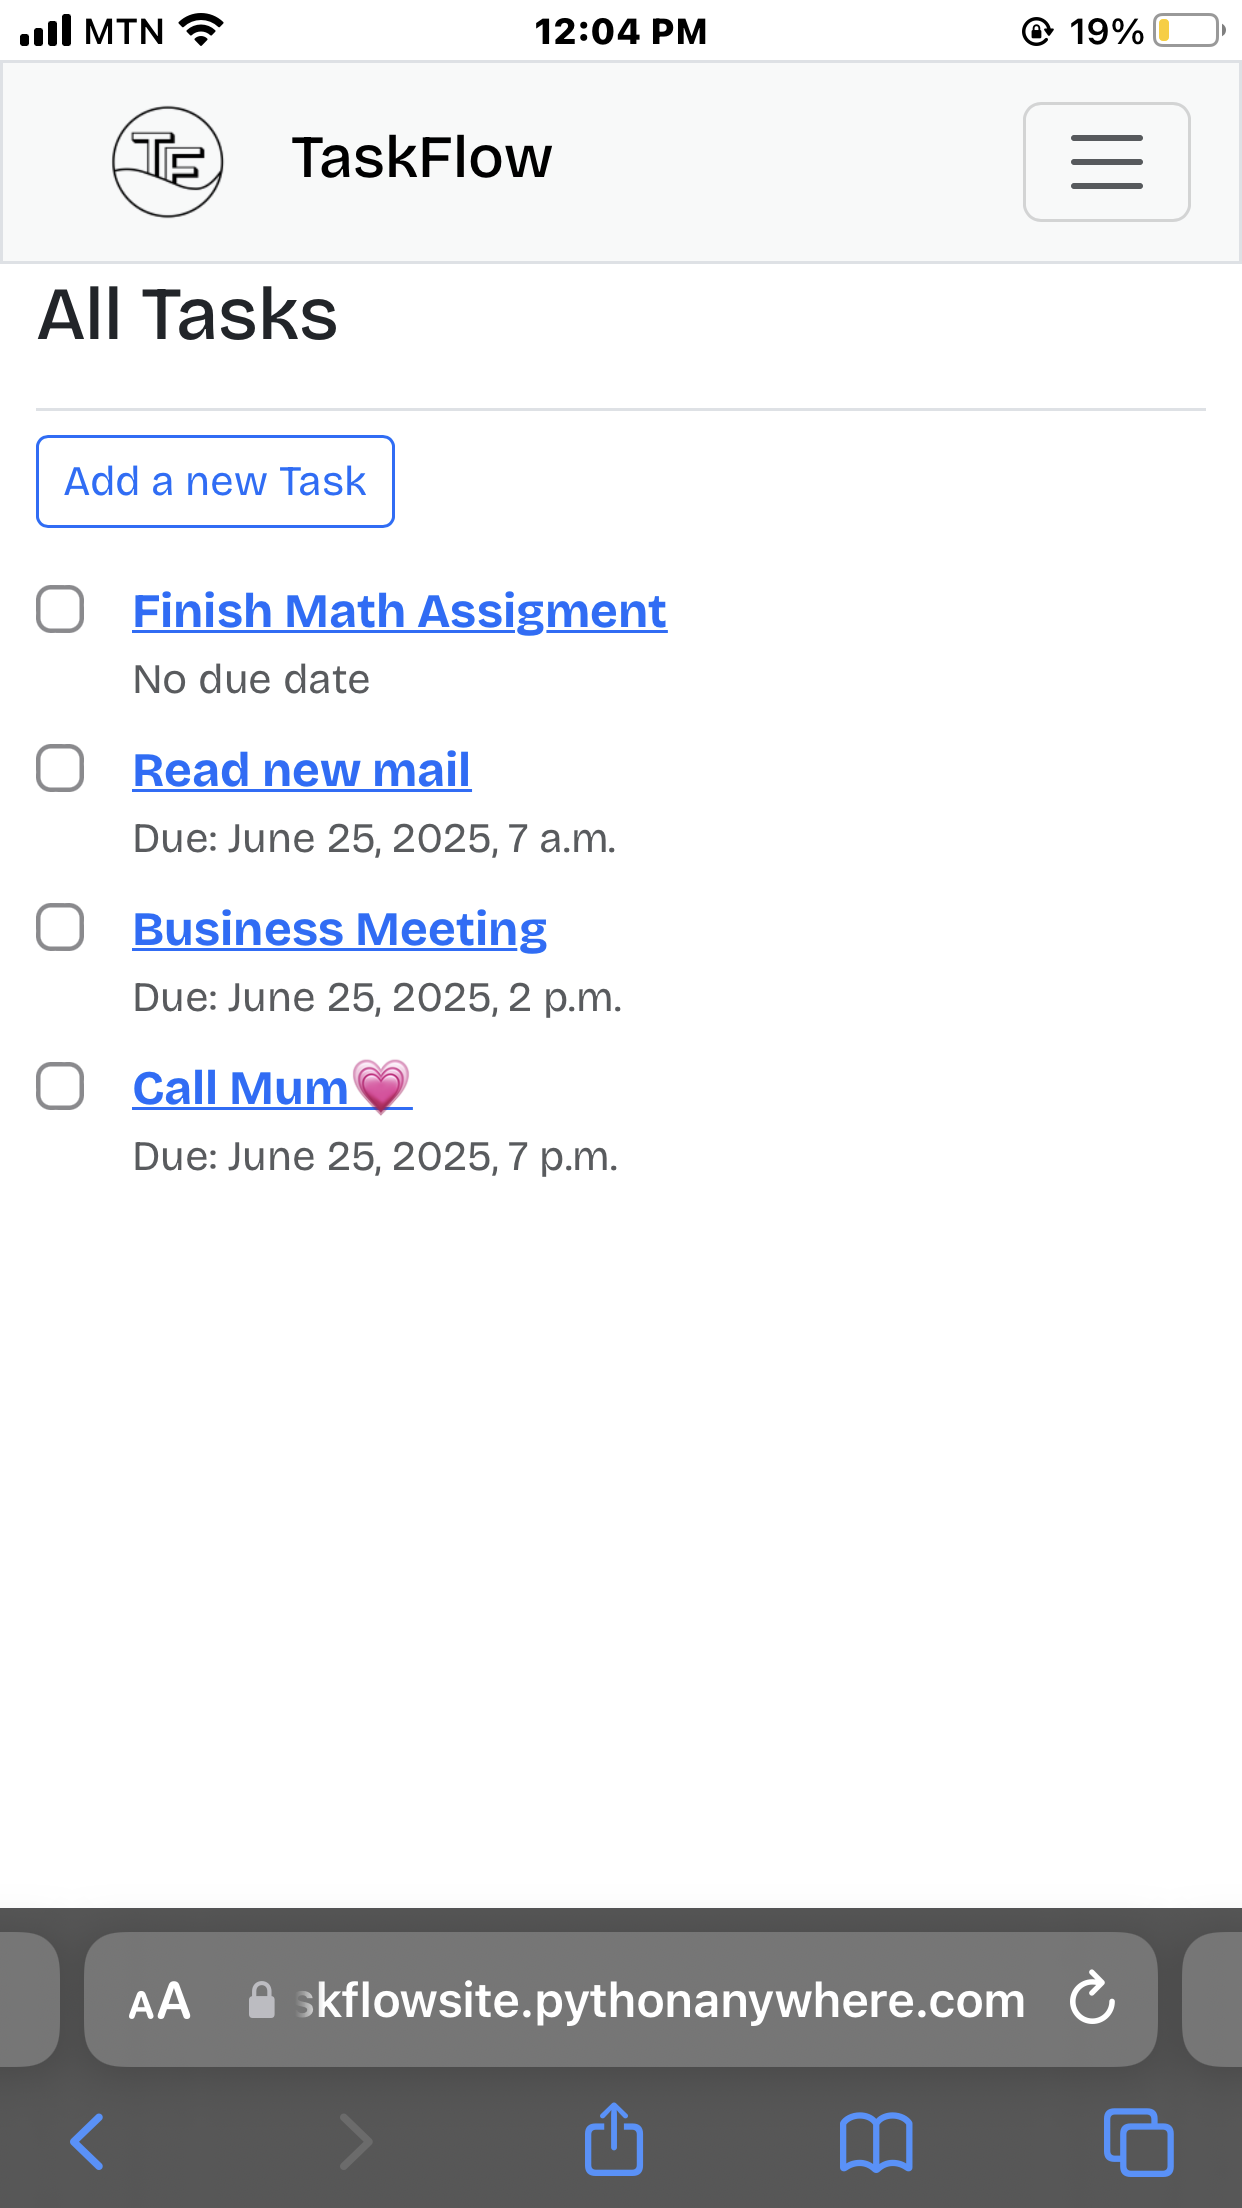 MTN 12:04 PM 19%
TF TaskFlow
All Tasks
Add a new Task
Finish Math Assigment
No due date
Read new mail
Due: June 25, 2025, 7 a.m.
Business Meeting
Due: June 25, 2025, 2 p.m.
Call Mum💗
Due: June 25, 2025, 7 p.m.
AA skflowsite.pythonanywhere.com